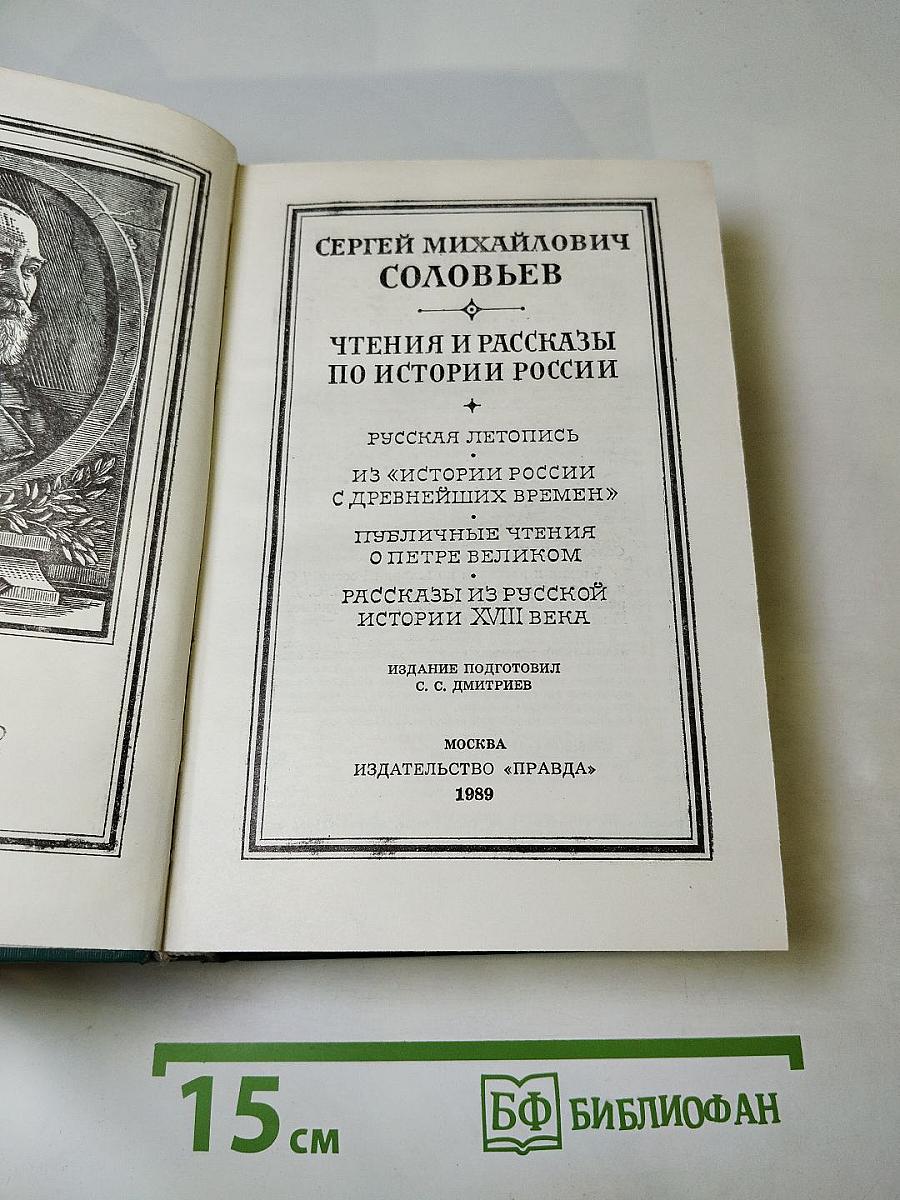 СЕРГЕЙ МИХАЙЛОВИЧ
СОЛОВЬЕВ
ЧТЕНИЯ И РАССКАЗЫ
ПО ИСТОРИИ РОССИИ
РУССКАЯ ЛЕТОПИСЬ
ИЗ «ИСТОРИИ РОССИИ
С ДРЕВНЕЙШИХ ВРЕМЕН»
ПУБЛИЧНЫЕ ЧТЕНИЯ
О ПЕТРЕ ВЕЛИКОМ
РАССКАЗЫ ИЗ РУССКОЙ
ИСТОРИИ XVIII ВЕКА
ИЗДАНИЕ ПОДГОТОВИЛ
С. С. ДМИТРИЕВ
МОСКВА
ИЗДАТЕЛЬСТВО «ПРАВДА»
1989
15 см
БФ БИБЛИОФАН